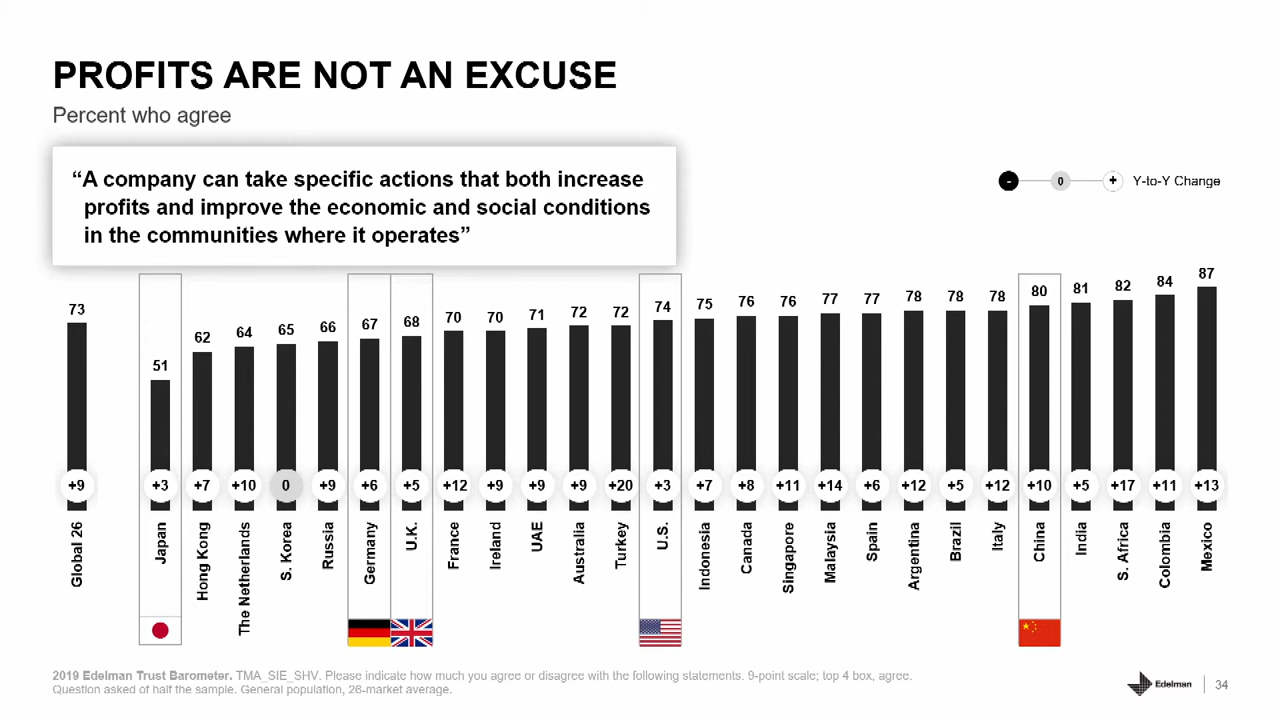 PROFITS ARE NOT AN EXCUSE
Percent who agree
“A company can take specific actions that both increase
profits and improve the economic and social conditions
in the communities where it operates”
- 0 + Y-to-Y Change
73 51 62 64 65 66 67 68 70 70 71 72 72 74 75 76 76 77 77 78 78 78 80 81 82 84 87
+9 +3 +7 +10 0 +9 +6 +5 +12 +9 +9 +9 +20 +3 +7 +8 +11 +14 +6 +12 +5 +12 +10 +5 +17 +11 +13
Global 26
Japan
Hong Kong
The Netherlands
S. Korea
Russia
Germany
U.K.
France
Ireland
UAE
Australia
Turkey
U.S.
Indonesia
Canada
Singapore
Malaysia
Spain
Argentina
Brazil
Italy
China
India
S. Africa
Colombia
Mexico
2019 Edelman Trust Barometer. TMA_SIE_SHV. Please indicate how much you agree or disagree with the following statements. 9-point scale; top 4 box, agree.
Question asked of half the sample. General population, 26-market average.
Edelman 34